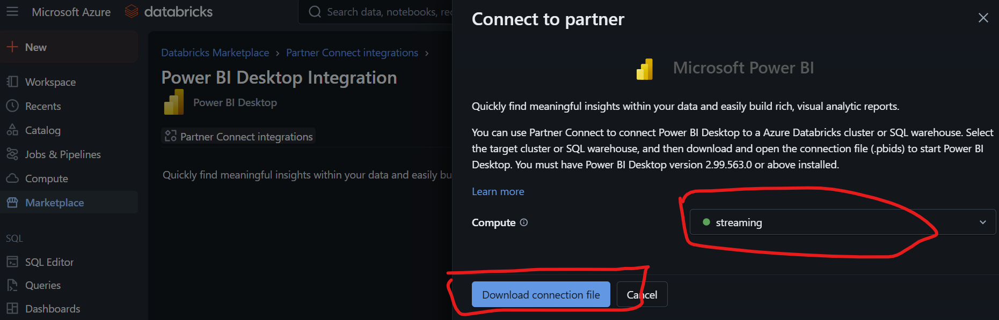 Microsoft Azure databricks Search data, notebooks, rec
New
Workspace
Recents
Catalog
Jobs & Pipelines
Compute
Marketplace
SQL
SQL Editor
Queries
Dashboards
Databricks Marketplace › Partner Connect integrations ›
Power BI Desktop Integration
Power BI Desktop
Partner Connect integrations
Quickly find meaningful insights within your data and easily bu
Connect to partner
Microsoft Power BI
Quickly find meaningful insights within your data and easily build rich, visual analytic reports.
You can use Partner Connect to connect Power BI Desktop to a Azure Databricks cluster or SQL warehouse. Select
the target cluster or SQL warehouse, and then download and open the connection file (.pbids) to start Power BI
Desktop. You must have Power BI Desktop version 2.99.563.0 or above installed.
Learn more
Compute streaming
Download connection file Cancel